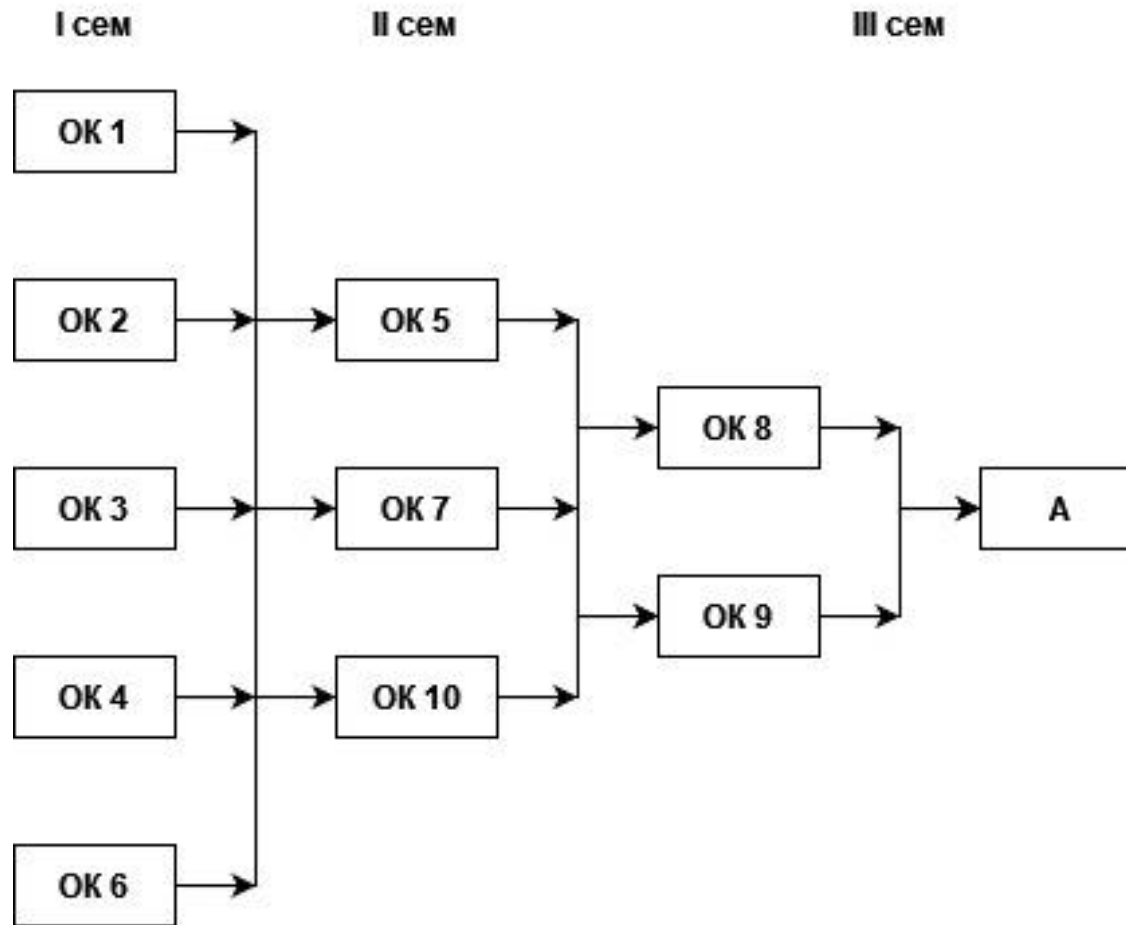 I сем
II сем
III сем
ОК 1
ОК 2
ОК 5
ОК 8
ОК 3
ОК 7
А
ОК 9
ОК 4
ОК 10
ОК 6